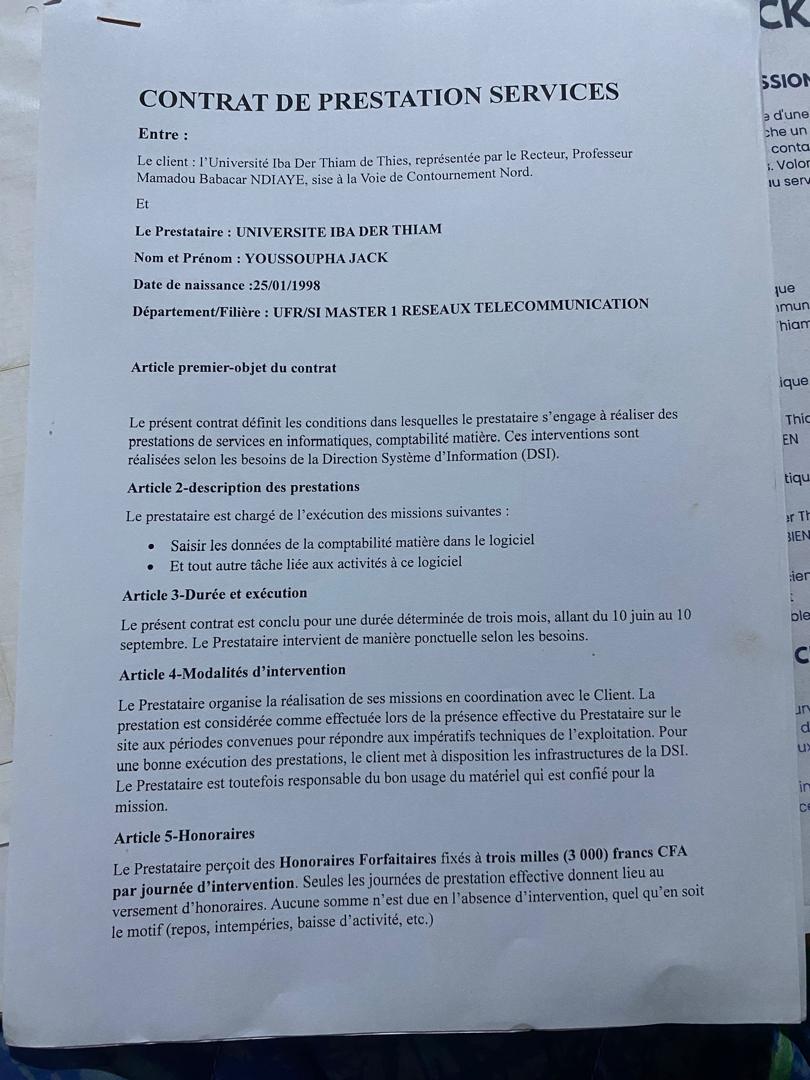 CONTRAT DE PRESTATION SERVICES
Entre :
Le client : l'Université Iba Der Thiam de Thies, représentée par le Recteur, Professeur
Mamadou Babacar NDIAYE, sise à la Voie de Contournement Nord.
Et
Le Prestataire : UNIVERSITE IBA DER THIAM
Nom et Prénom : YOUSSOUPHA JACK
Date de naissance :25/01/1998
Département/Filière : UFR/SI MASTER 1 RESEAUX TELECOMMUNICATION
Article premier-objet du contrat
Le présent contrat définit les conditions dans lesquelles le prestataire s'engage à réaliser des
prestations de services en informatiques, comptabilité matière. Ces interventions sont
réalisées selon les besoins de la Direction Système d'Information (DSI).
Article 2-description des prestations
Le prestataire est chargé de l'exécution des missions suivantes :
• Saisir les données de la comptabilité matière dans le logiciel
• Et tout autre tâche liée aux activités à ce logiciel
Article 3-Durée et exécution
Le présent contrat est conclu pour une durée déterminée de trois mois, allant du 10 juin au 10
septembre. Le Prestataire intervient de manière ponctuelle selon les besoins.
Article 4-Modalités d'intervention
Le Prestataire organise la réalisation de ses missions en coordination avec le Client. La
prestation est considérée comme effectuée lors de la présence effective du Prestataire sur le
site aux périodes convenues pour répondre aux impératifs techniques de l'exploitation. Pour
une bonne exécution des prestations, le client met à disposition les infrastructures de la DSI.
Le Prestataire est toutefois responsable du bon usage du matériel qui est confié pour la
mission.
Article 5-Honoraires
Le Prestataire perçoit des Honoraires Forfaitaires fixés à trois milles (3 000) francs CFA
par journée d'intervention. Seules les journées de prestation effective donnent lieu au
versement d'honoraires. Aucune somme n'est due en l'absence d'intervention, quel qu'en soit
le motif (repos, intempéries, baisse d'activité, etc.)